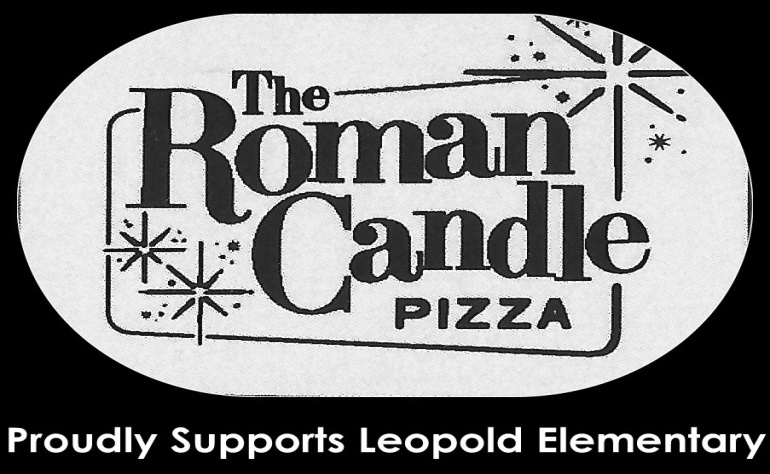 The
Roman
Candle
PIZZA
Proudly Supports Leopold Elementary